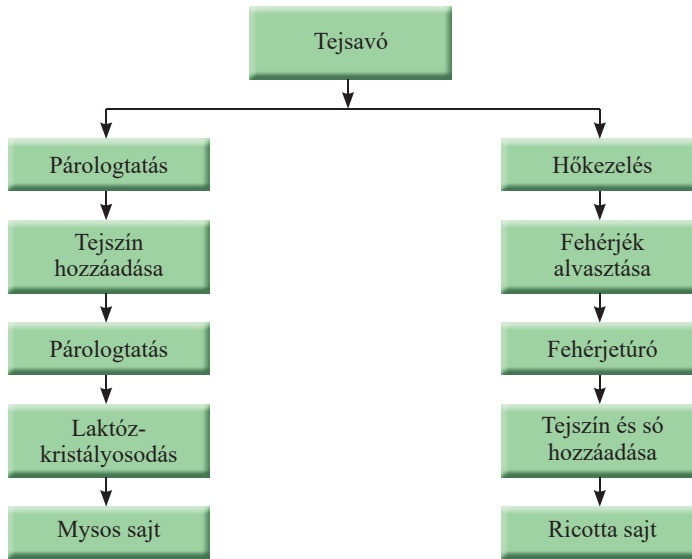 Tejsavó
Párologtatás
Tejszín
hozzáadása
Párologtatás
Laktóz-
kristályosodás
Mysos sajt
Hőkezelés
Fehérjék
alvasztása
Fehérjetúró
Tejszín és só
hozzáadása
Ricotta sajt